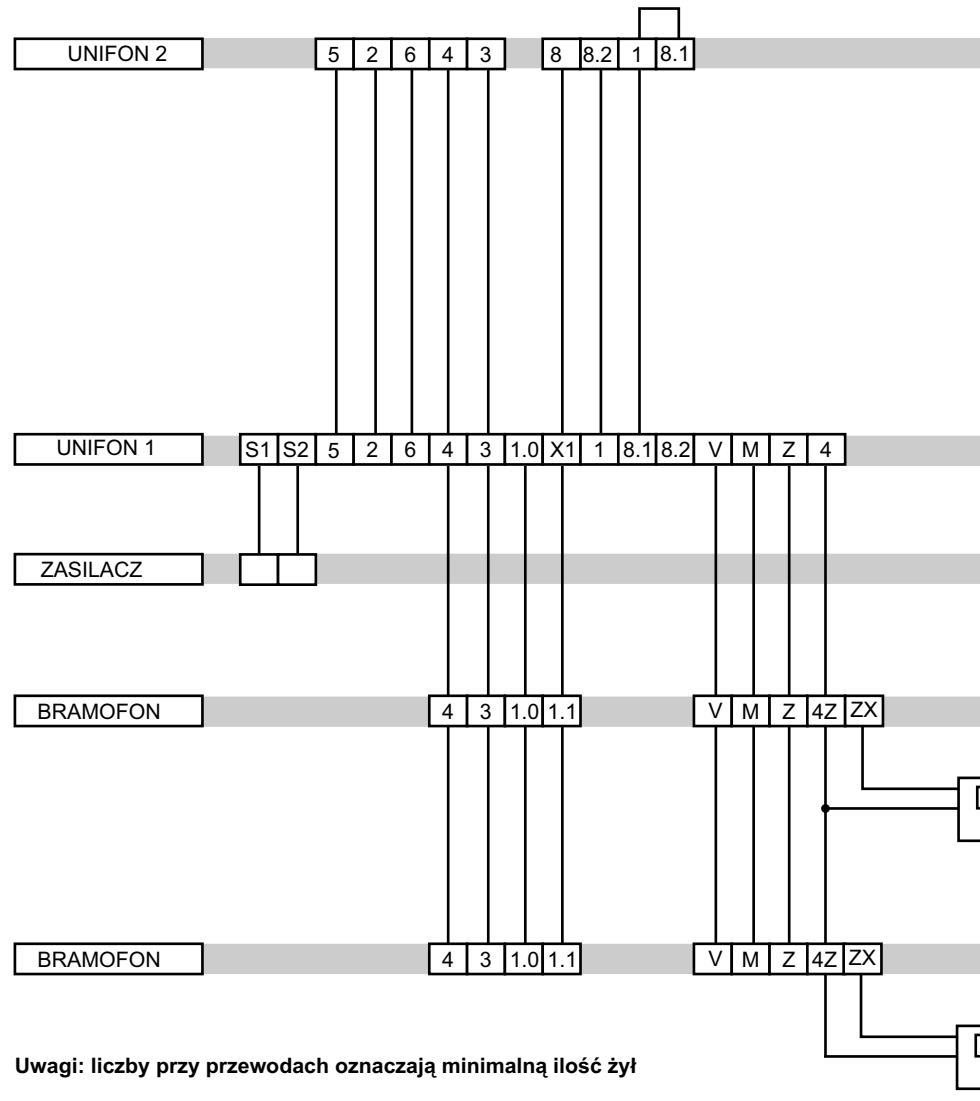 UNIFON 2 5 2 6 4 3 8 8.2 1 8.1
UNIFON 1 S1 S2 5 2 6 4 3 1.0 X1 1 8.1 8.2 V M Z 4
ZASILACZ
BRAMOFON 4 3 1.0 1.1 V M Z 4Z ZX
BRAMOFON 4 3 1.0 1.1 V M Z 4Z ZX
Uwagi: liczby przy przewodach oznaczają minimalną ilość żył